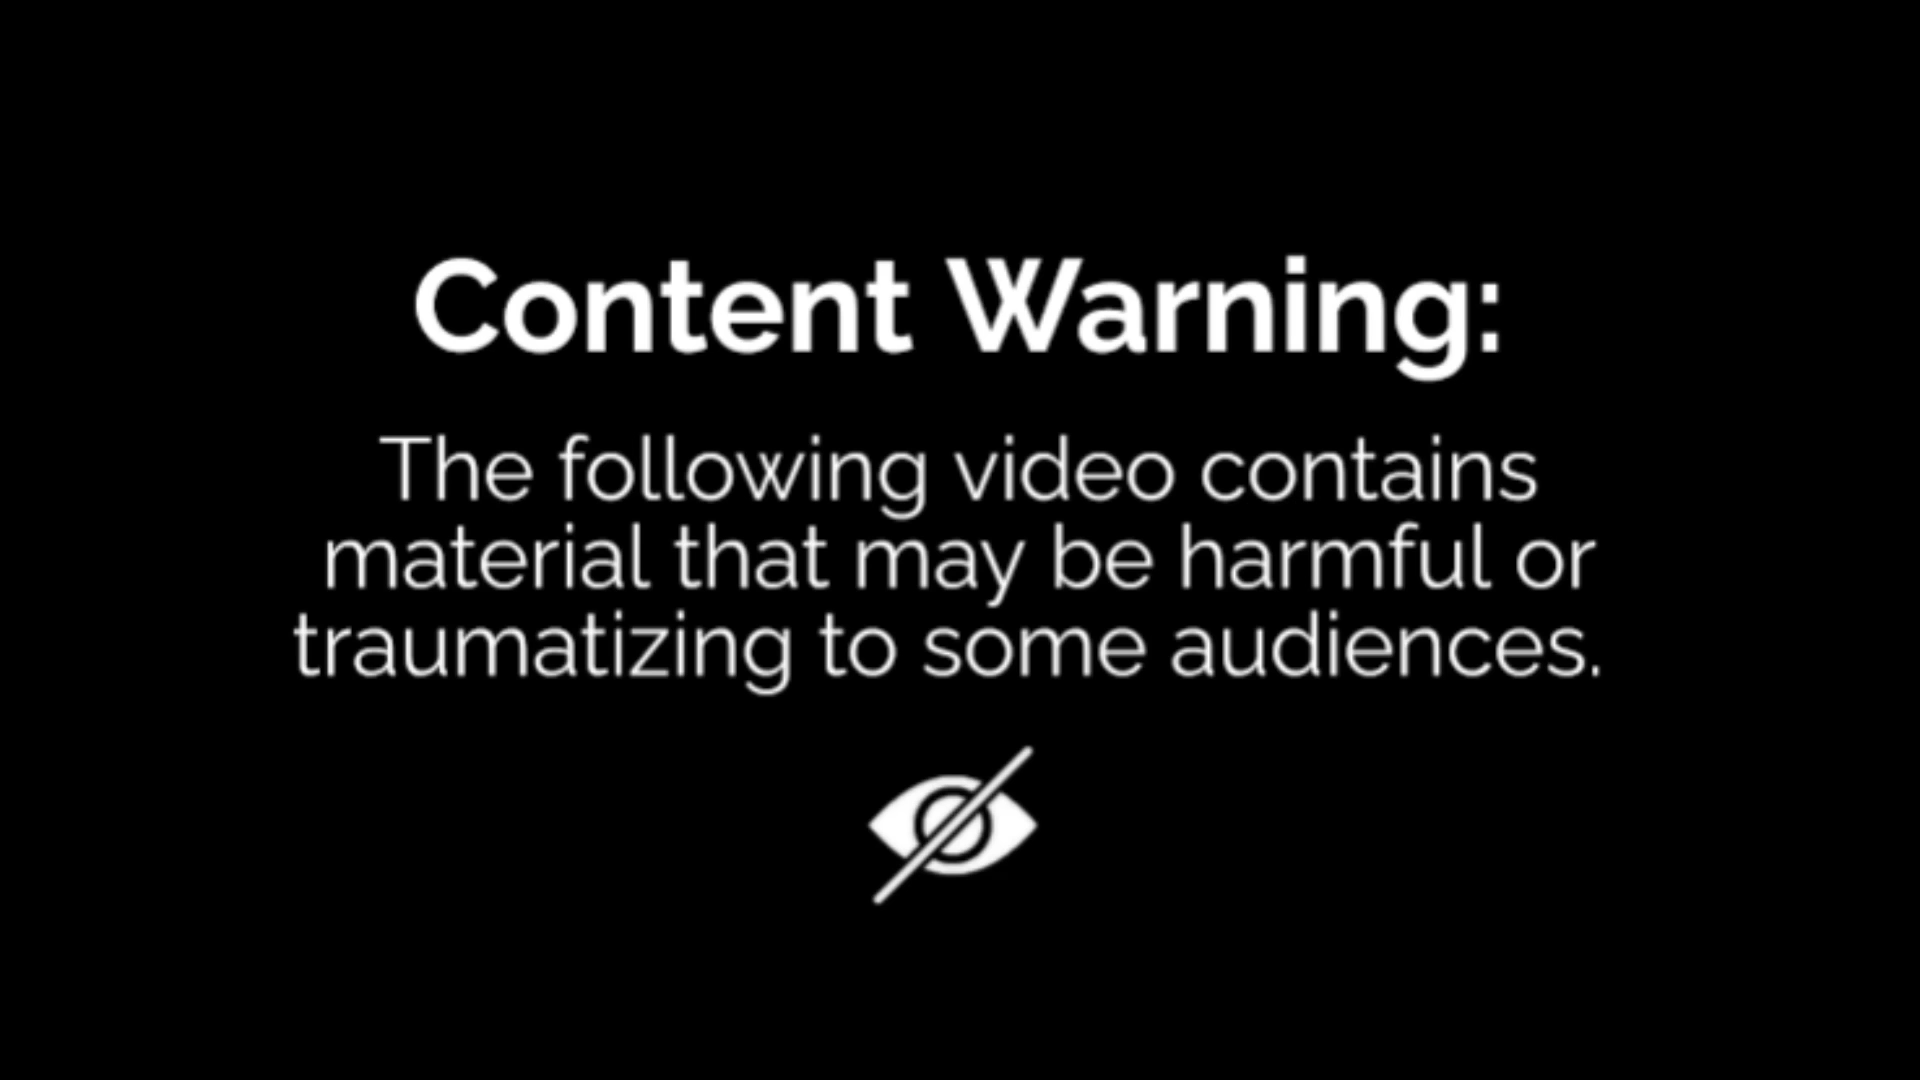 Content Warning:
The following video contains
material that may be harmful or
traumatizing to some audiences.